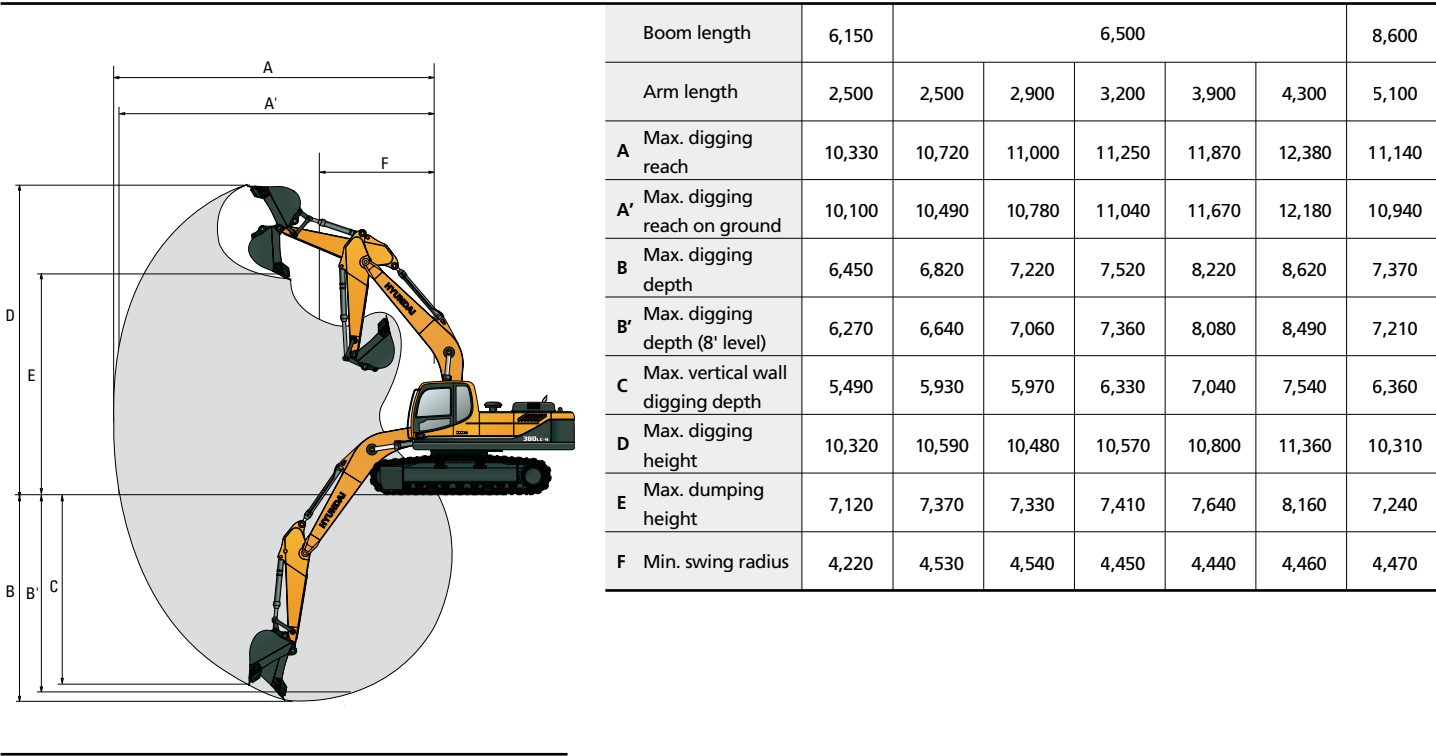 A
A'
F
D
E
HYUNDAI
380LC-9
HYUNDAI
B
B'
C
Boom length 6,150 6,500 8,600
Arm length 2,500 2,500 2,900 3,200 3,900 4,300 5,100
A Max. digging
reach 10,330 10,720 11,000 11,250 11,870 12,380 11,140
A’ Max. digging
reach on ground 10,100 10,490 10,780 11,040 11,670 12,180 10,940
B Max. digging
depth 6,450 6,820 7,220 7,520 8,220 8,620 7,370
B’ Max. digging
depth (8' level) 6,270 6,640 7,060 7,360 8,080 8,490 7,210
C Max. vertical wall
digging depth 5,490 5,930 5,970 6,330 7,040 7,540 6,360
D Max. digging
height 10,320 10,590 10,480 10,570 10,800 11,360 10,310
E Max. dumping
height 7,120 7,370 7,330 7,410 7,640 8,160 7,240
F Min. swing radius 4,220 4,530 4,540 4,450 4,440 4,460 4,470